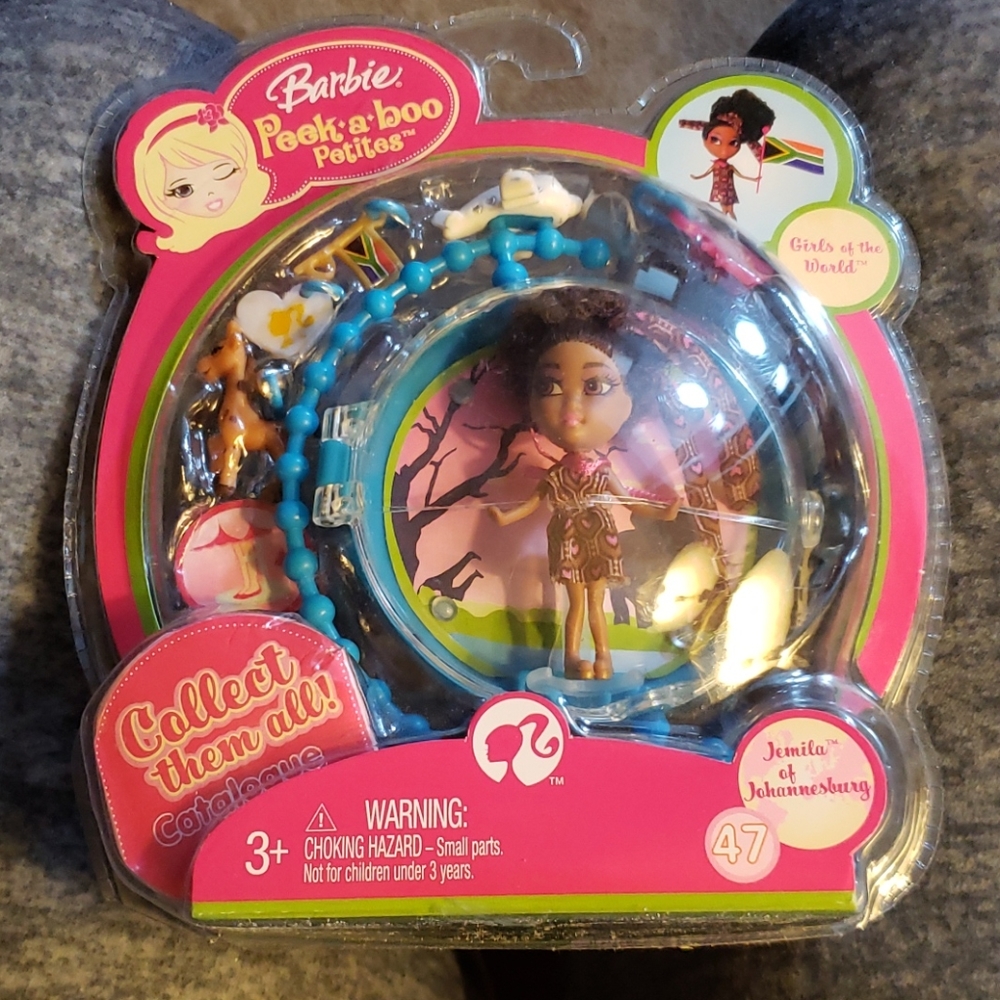 Barbie®
Peek·a·boo
Petites™
Girls of the
World™
Collect
them all!
Catalogue
™
Jemila™
of
Johannesburg
47
3+
WARNING:
CHOKING HAZARD – Small parts.
Not for children under 3 years.